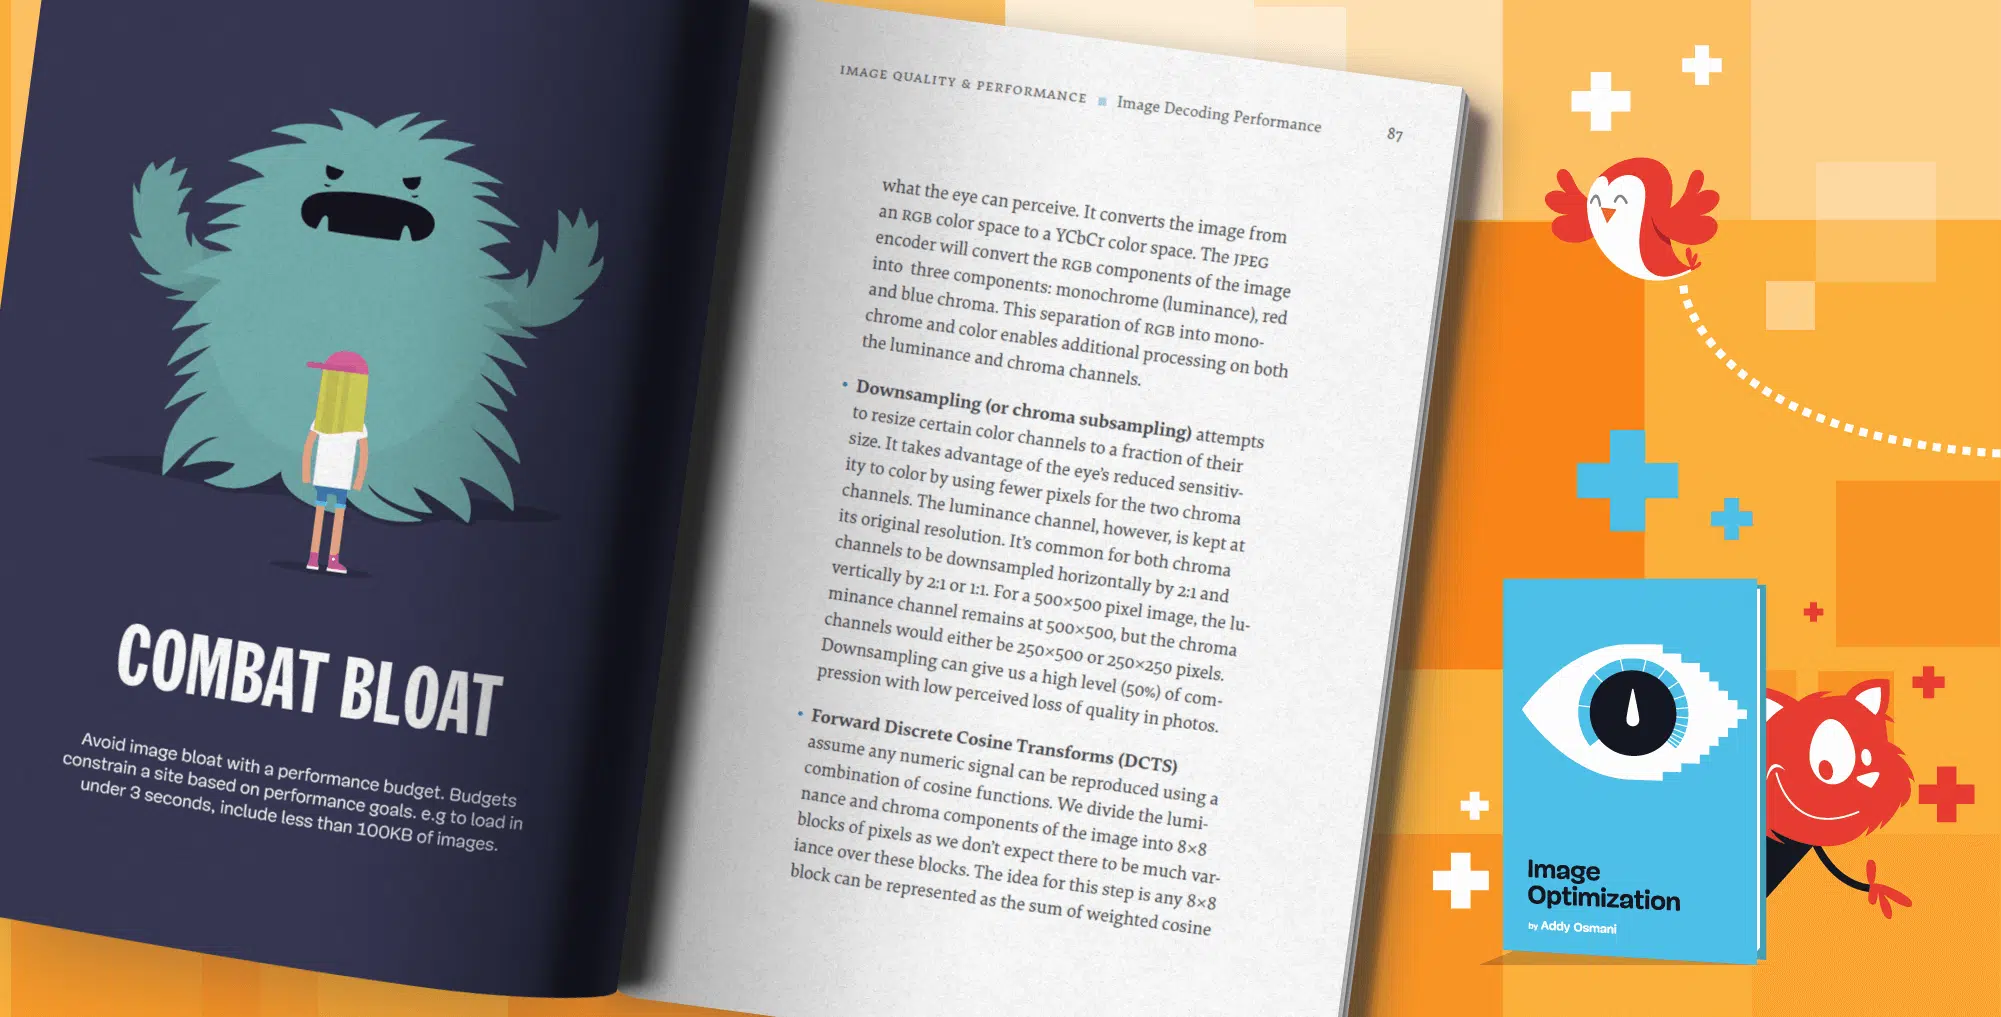 COMBAT BLOAT
Avoid image bloat with a performance budget. Budgets
constrain a site based on performance goals. e.g to load in
under 3 seconds, include less than 100KB of images.
IMAGE QUALITY & PERFORMANCE ■ Image Decoding Performance 87
what the eye can perceive. It converts the image from
an RGB color space to a YCbCr color space. The JPEG
encoder will convert the RGB components of the image
into three components: monochrome (luminance), red
and blue chroma. This separation of RGB into mono-
chrome and color enables additional processing on both
the luminance and chroma channels.
• Downsampling (or chroma subsampling) attempts
to resize certain color channels to a fraction of their
size. It takes advantage of the eye's reduced sensitiv-
ity to color by using fewer pixels for the two chroma
channels. The luminance channel, however, is kept at
its original resolution. It's common for both chroma
channels to be downsampled horizontally by 2:1 and
vertically by 2:1 or 1:1. For a 500×500 pixel image, the lu-
minance channel remains at 500×500, but the chroma
channels would either be 250×500 or 250×250 pixels.
Downsampling can give us a high level (50%) of com-
pression with low perceived loss of quality in photos.
• Forward Discrete Cosine Transforms (DCTS)
assume any numeric signal can be reproduced using a
combination of cosine functions. We divide the lumi-
nance and chroma components of the image into 8×8
blocks of pixels as we don't expect there to be much var-
iance over these blocks. The idea for this step is any 8×8
block can be represented as the sum of weighted cosine
Image
Optimization
by Addy Osmani